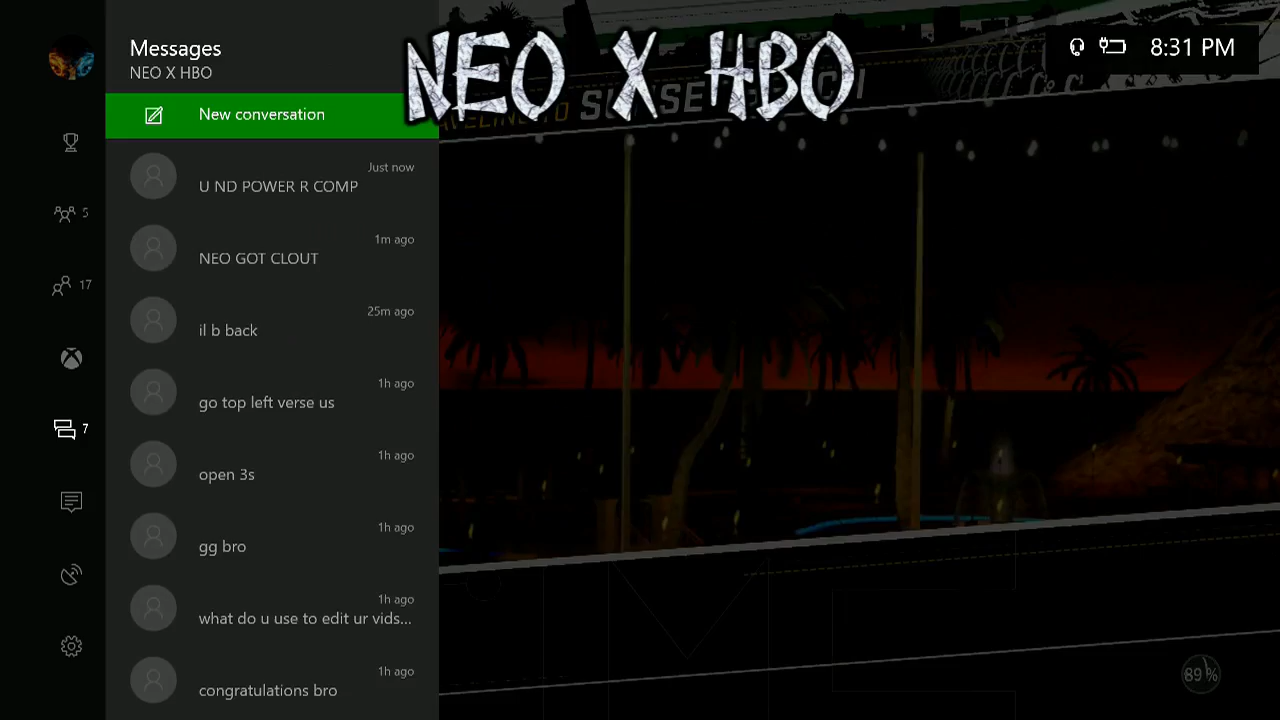 Messages
NEO X HBO
New conversation
Just now
U ND POWER R COMP
1m ago
NEO GOT CLOUT
25m ago
il b back
1h ago
go top left verse us
1h ago
open 3s
1h ago
gg bro
1h ago
what do u use to edit ur vids...
1h ago
congratulations bro
5
17
7
NEO X HBO
8:31 PM
89%